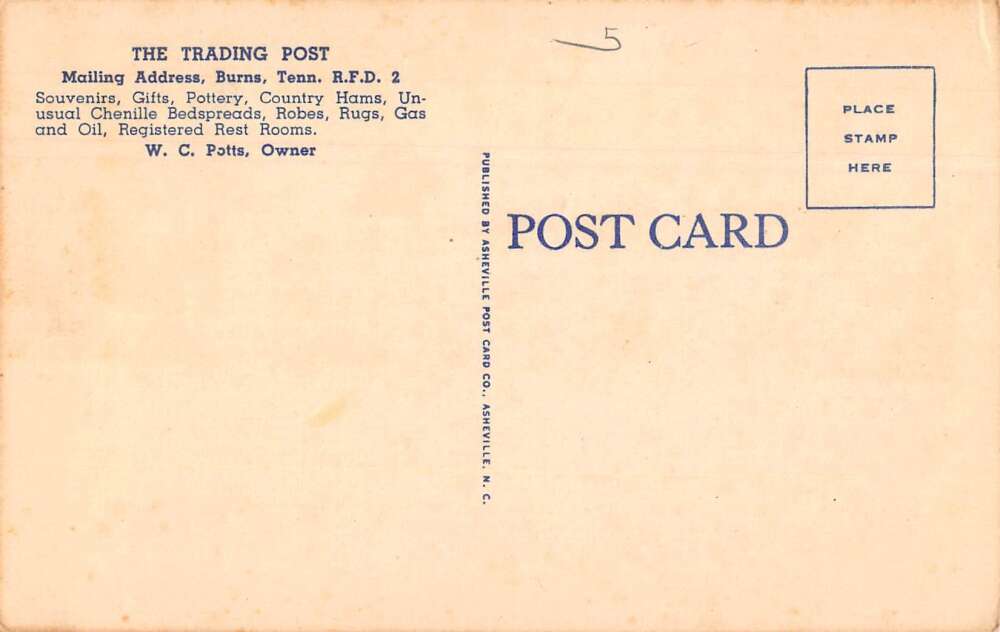 THE TRADING POST
Mailing Address, Burns, Tenn. R.F.D. 2
Souvenirs, Gifts, Pottery, Country Hams, Un-
usual Chenille Bedspreads, Robes, Rugs, Gas
and Oil, Registered Rest Rooms.
W. C. Potts, Owner
5
PLACE
STAMP
HERE
POST CARD
PUBLISHED BY ASHEVILLE POST CARD CO., ASHEVILLE, N. C.